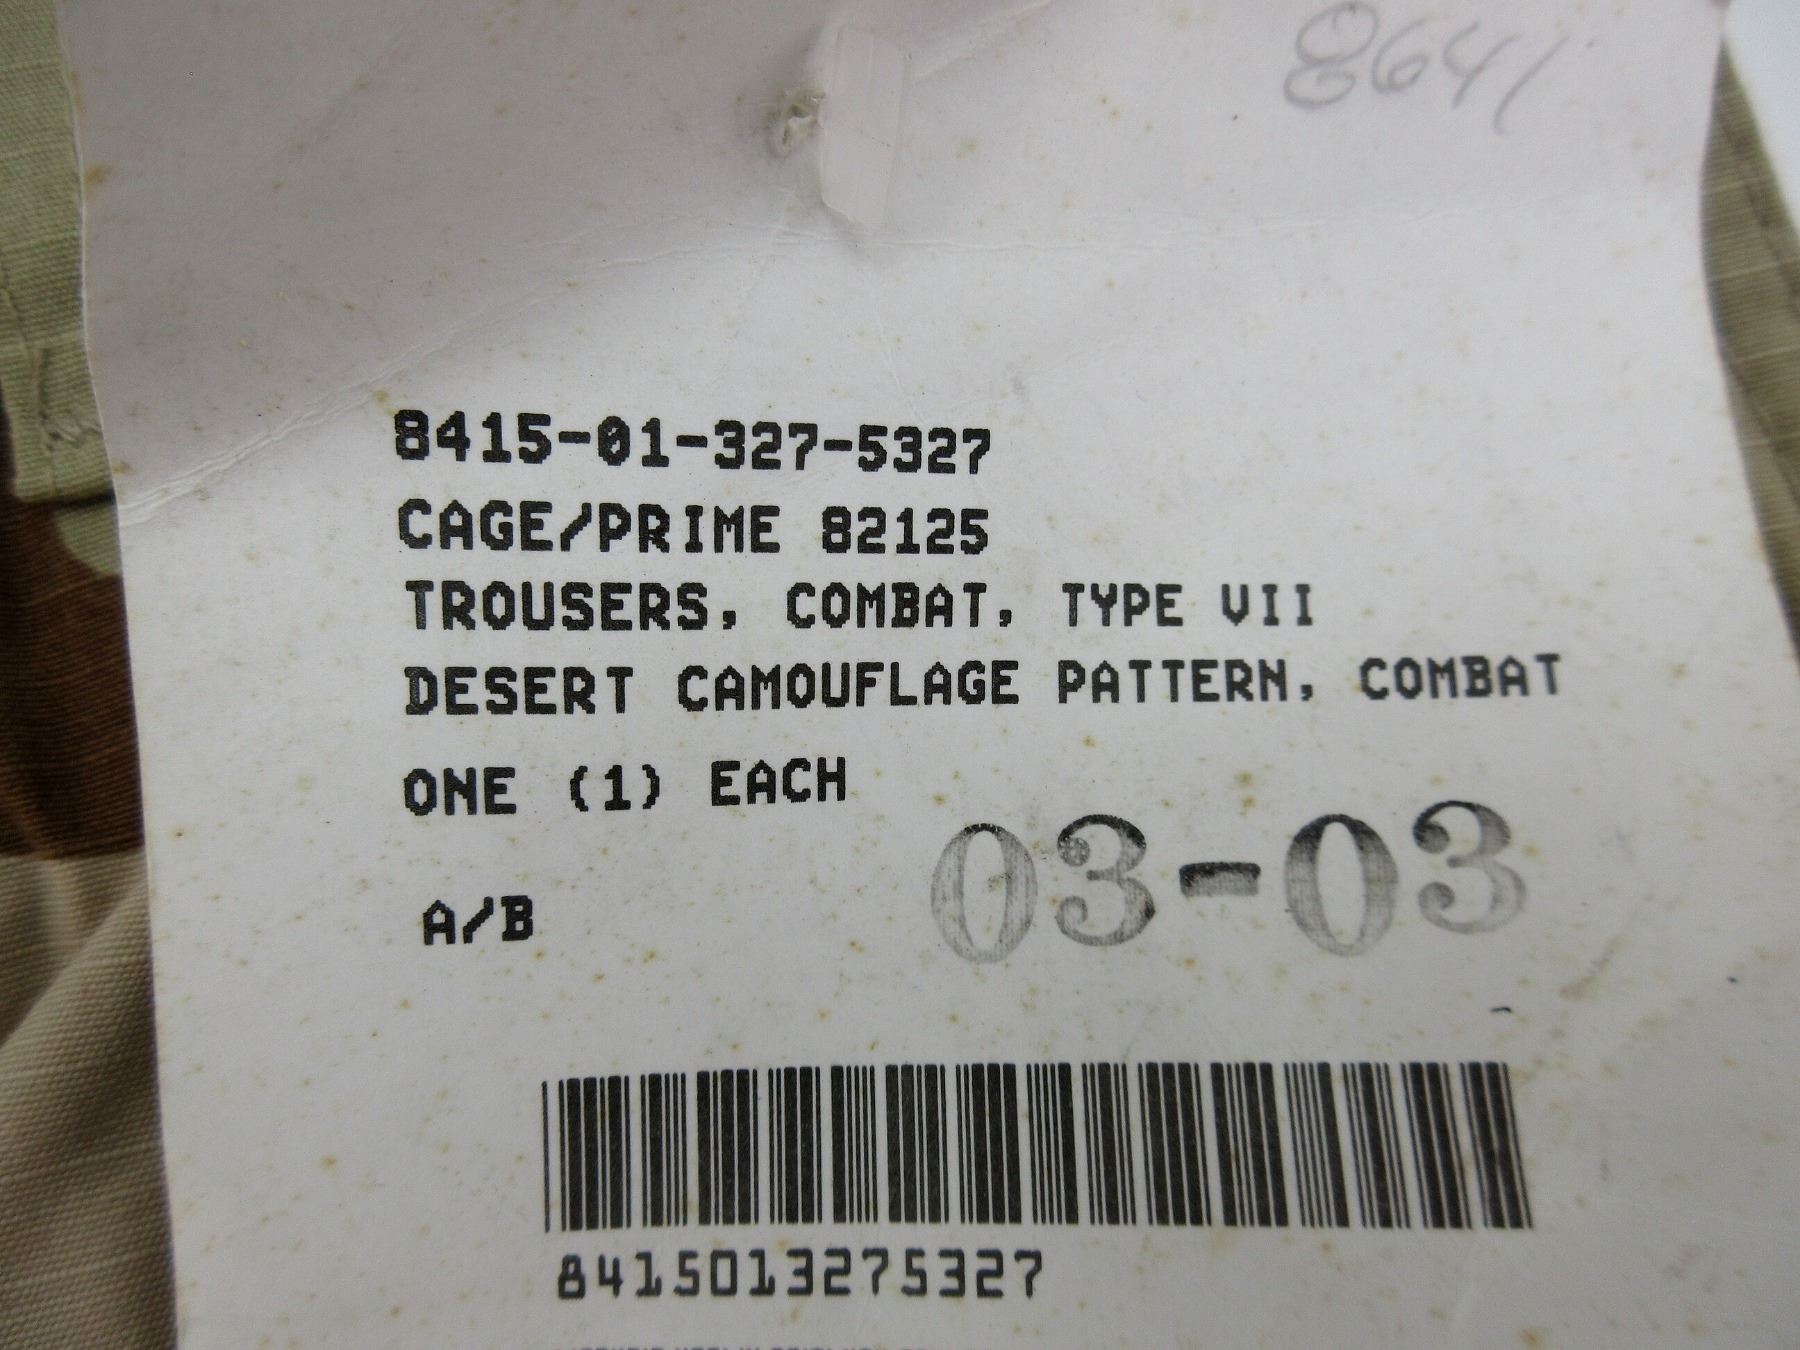 8641
8415-01-327-5327
CAGE/PRIME 82125
TROUSERS, COMBAT, TYPE VII
DESERT CAMOUFLAGE PATTERN, COMBAT
ONE (1) EACH
03-03
A/B
8415013275327